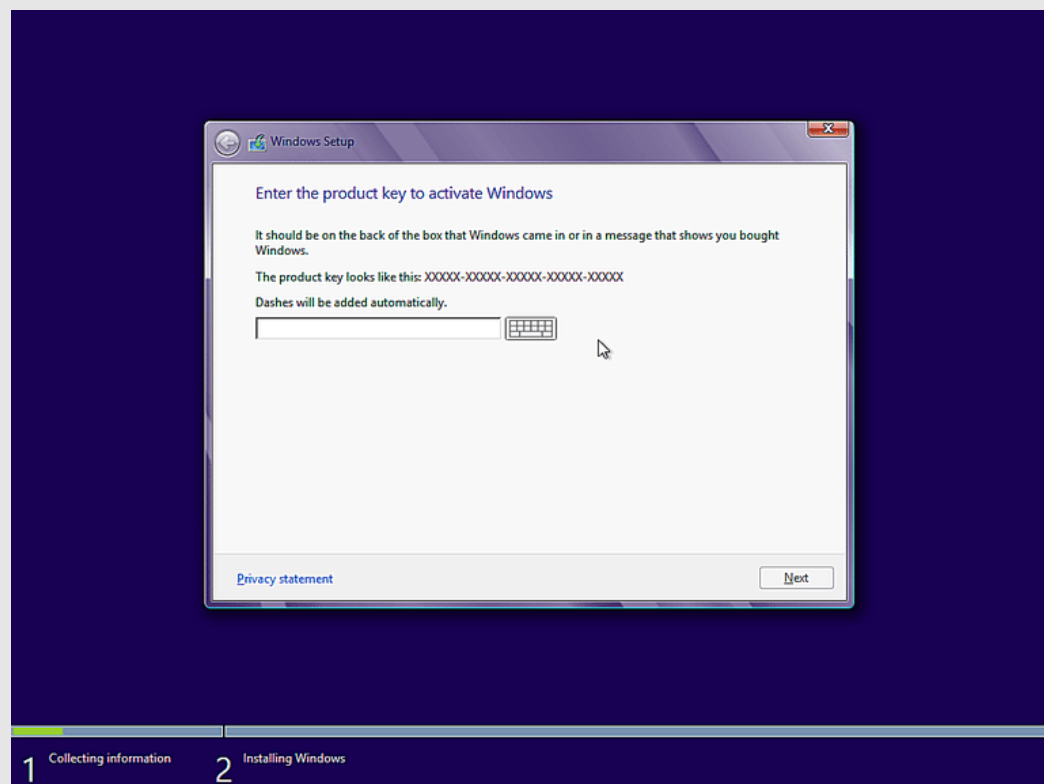 Windows Setup
Enter the product key to activate Windows
It should be on the back of the box that Windows came in or in a message that shows you bought
Windows.
The product key looks like this: XXXXX-XXXXX-XXXXX-XXXXX-XXXXX
Dashes will be added automatically.
Privacy statement
Next
1 Collecting information
2 Installing Windows